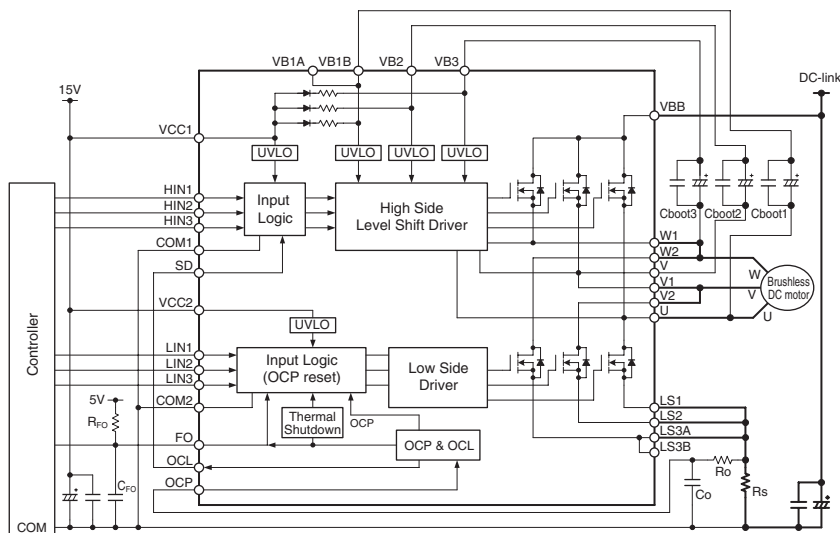 VB1A
VB1B
VB2
VB3
DC-link
15V
VBB
VCC1
UVLO
UVLO
UVLO
UVLO
HIN1
HIN2
HIN3
Input
Logic
High Side
Level Shift Driver
Cboot3
Cboot2
Cboot1
COM1
SD
W1
W2
V
V1
V2
U
W
V
U
Brushless
DC motor
VCC2
UVLO
Controller
LIN1
LIN2
LIN3
Input Logic
(OCP reset)
Low Side
Driver
COM2
5V
RFO
Thermal
Shutdown
OCP
FO
OCP & OCL
OCL
OCP
CFO
LS1
LS2
LS3A
LS3B
Ro
Co
Rs
COM